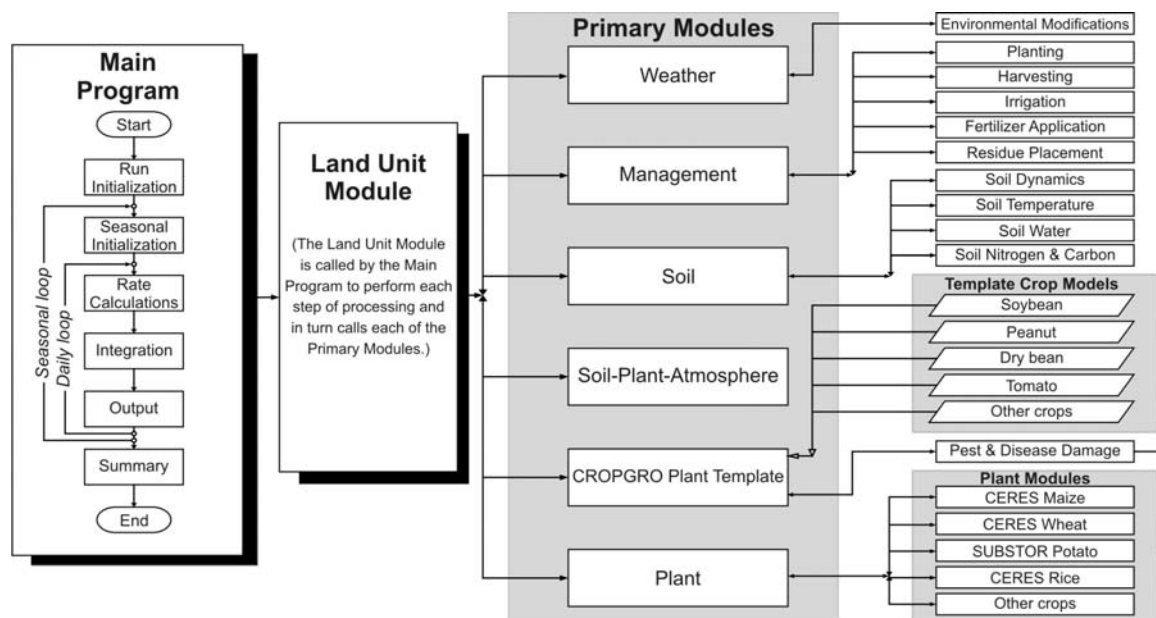 Main
Program
Start
Run
Initialization
Seasonal
Initialization
Rate
Calculations
Integration
Output
Summary
End
Seasonal loop
Daily loop
Land Unit
Module
(The Land Unit Module
is called by the Main
Program to perform each
step of processing and
in turn calls each of the
Primary Modules.)
Primary Modules
Weather
Management
Soil
Soil-Plant-Atmosphere
CROPGRO Plant Template
Plant
Environmental Modifications
Planting
Harvesting
Irrigation
Fertilizer Application
Residue Placement
Soil Dynamics
Soil Temperature
Soil Water
Soil Nitrogen & Carbon
Template Crop Models
Soybean
Peanut
Dry bean
Tomato
Other crops
Pest & Disease Damage
Plant Modules
CERES Maize
CERES Wheat
SUBSTOR Potato
CERES Rice
Other crops